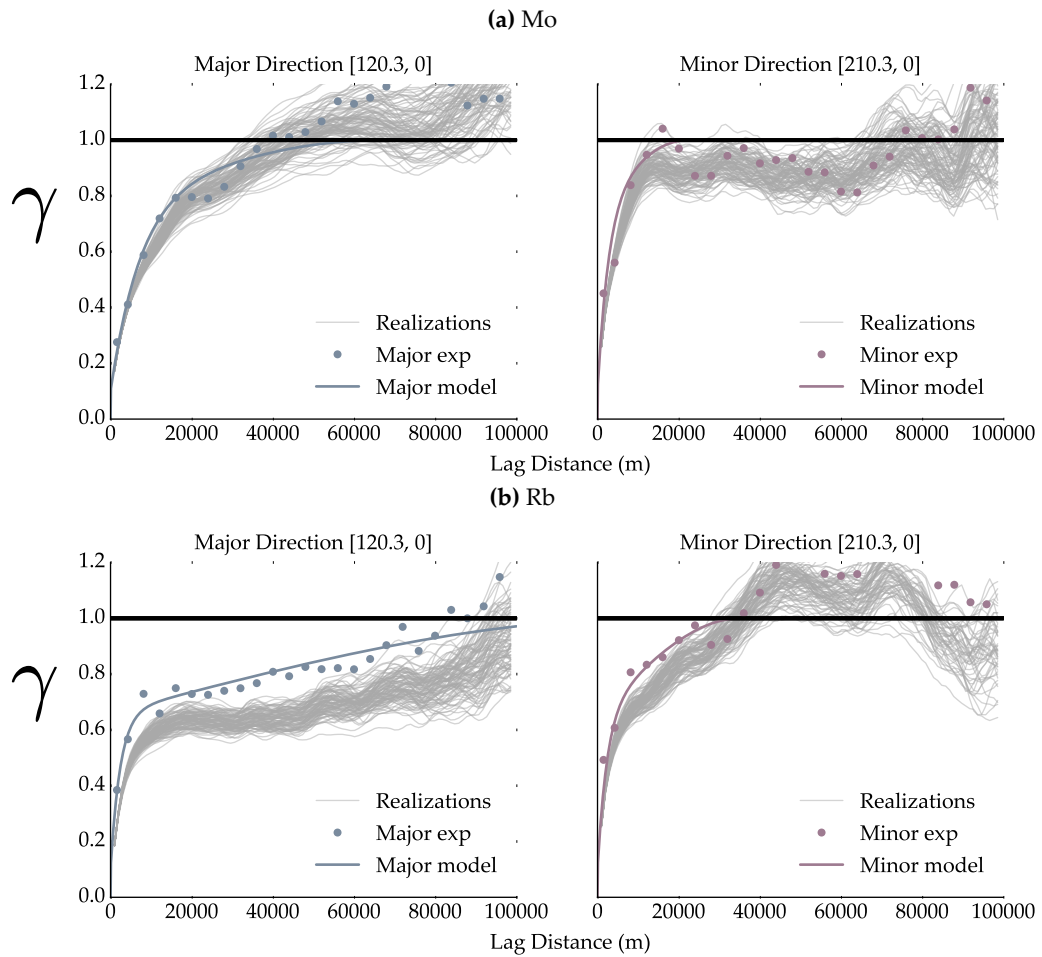 (a) Mo
Major Direction [120.3, 0]
Minor Direction [210.3, 0]
γ
1.2
1.0
0.8
0.6
0.4
0.2
0.0
Realizations
Major exp
Major model
Realizations
Minor exp
Minor model
0 20000 40000 60000 80000 100000
0 20000 40000 60000 80000 100000
Lag Distance (m)
(b) Rb
Major Direction [120.3, 0]
Minor Direction [210.3, 0]
γ
1.2
1.0
0.8
0.6
0.4
0.2
0.0
Realizations
Major exp
Major model
Realizations
Minor exp
Minor model
0 20000 40000 60000 80000 100000
0 20000 40000 60000 80000 100000
Lag Distance (m)